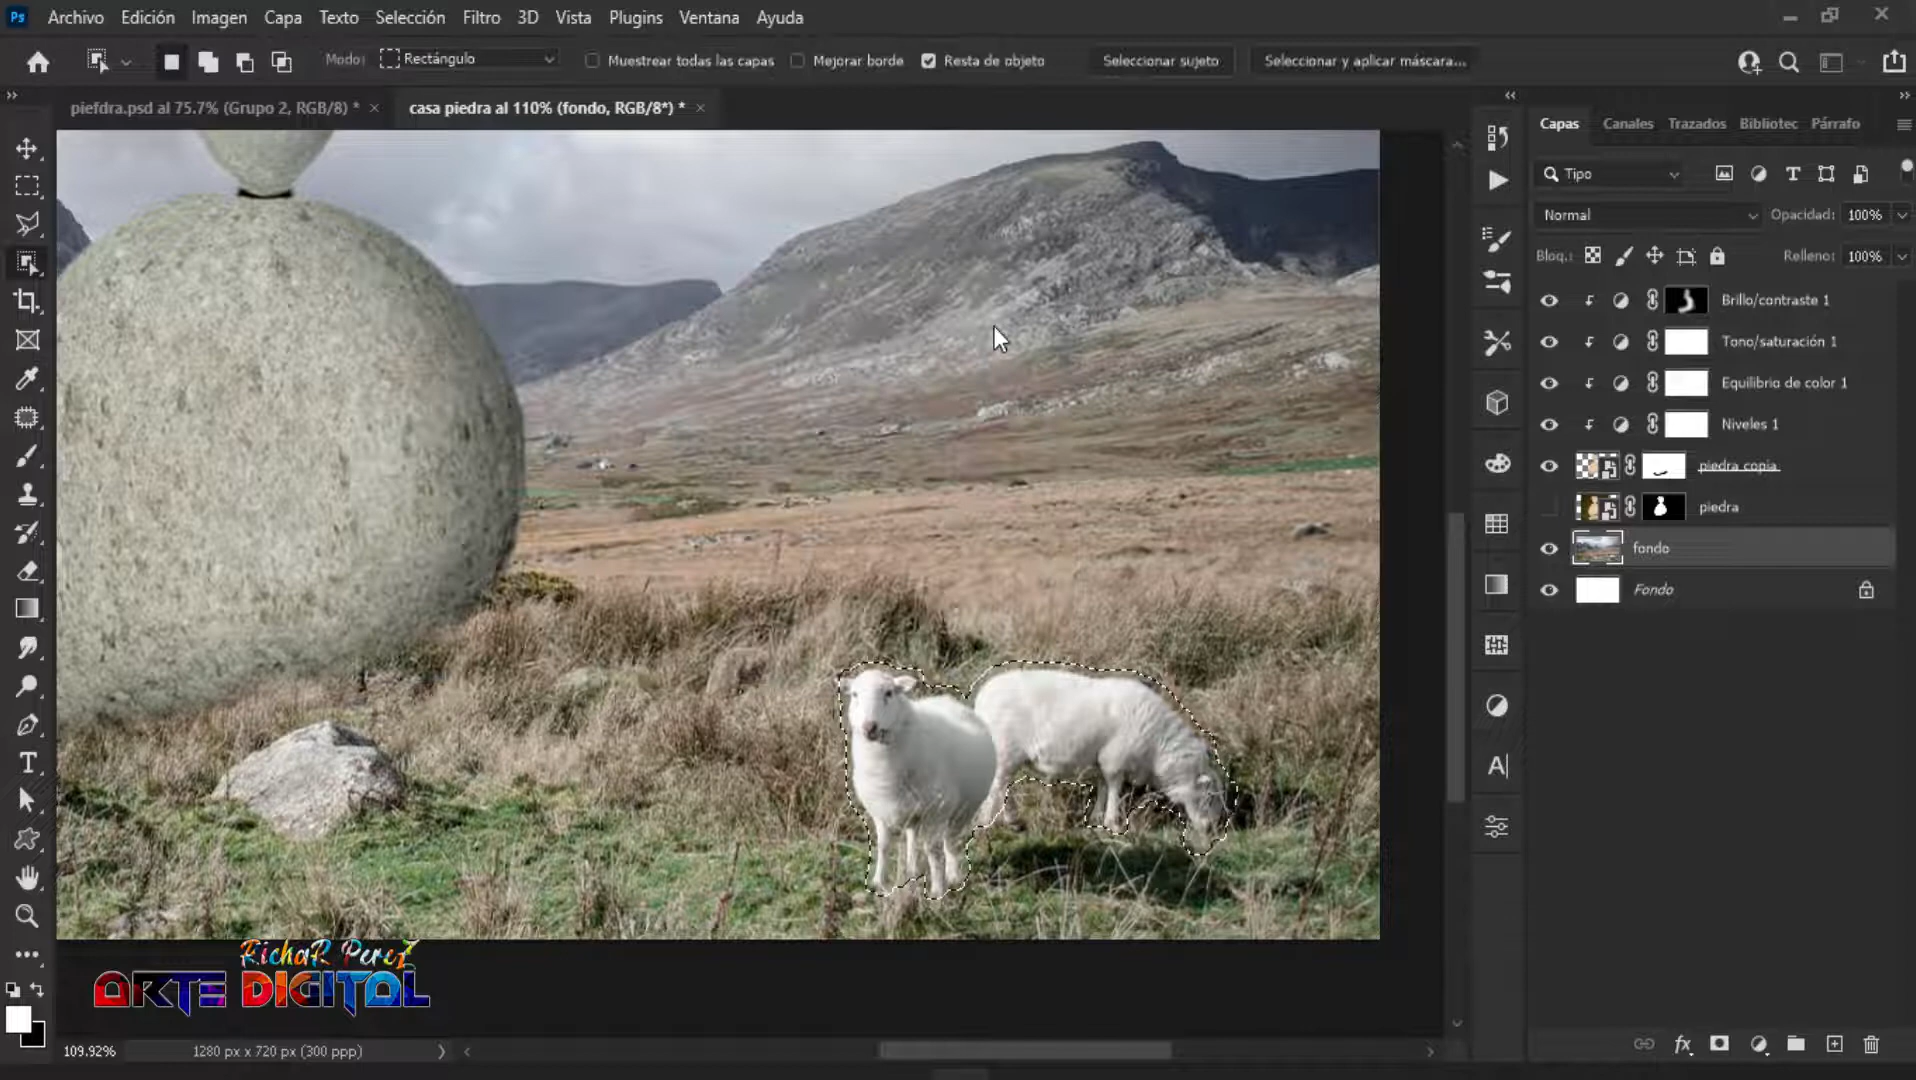 Ps Archivo Edición Imagen Capa Texto Selección Filtro 3D Vista Plugins Ventana Ayuda
Modo: Rectángulo Muestrear todas las capas Mejorar borde Resta de objeto Seleccionar sujeto Seleccionar y aplicar máscara...
piefdra.psd al 75.7% (Grupo 2, RGB/8) * casa piedra al 110% (fondo, RGB/8*) *
Capas Canales Trazados Bibliotec Párrafo
Tipo
Normal Opacidad: 100%
Bloq.: Relleno: 100%
Brillo/contraste 1
Tono/saturación 1
Equilibrio de color 1
Niveles 1
piedra copia
piedra
fondo
Fondo
RichaR PereZ
ARTE DIGITAL
109.92% 1280 px x 720 px (300 ppp)